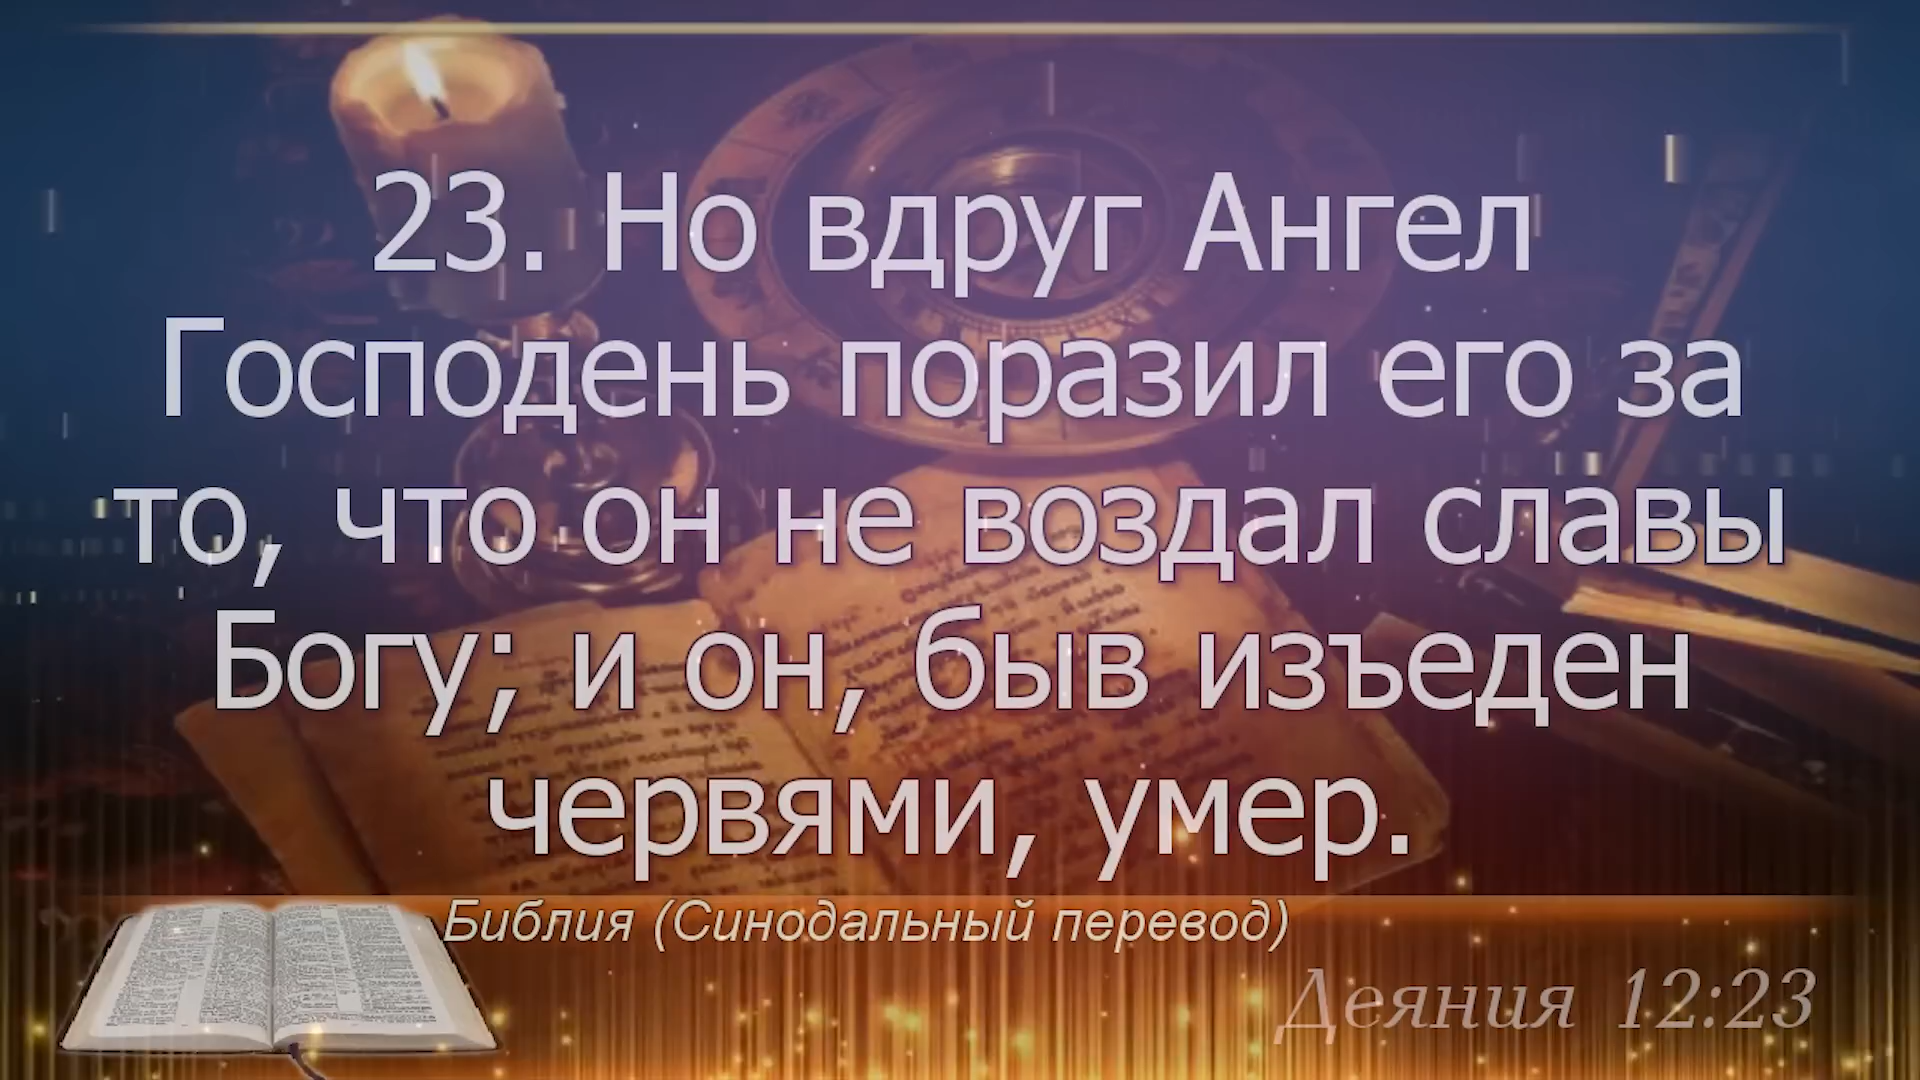 23. Но вдруг Ангел
Господень поразил его за
то, что он не воздал славы
Богу; и он, быв изъеден
червями, умер.
Библия (Синодальный перевод)
Деяния 12:23